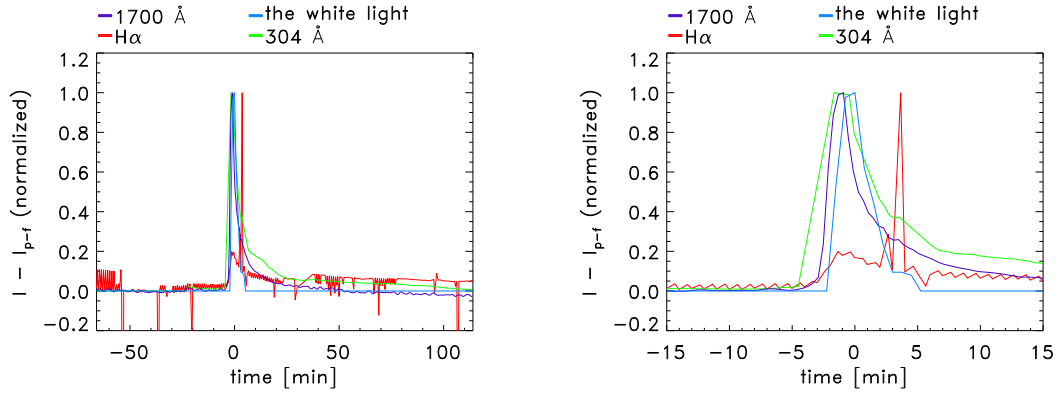 1700 Å the white light
Hα 304 Å
1.2
1.0
0.8
0.6
0.4
0.2
0.0
−0.2
I − I_{p−f} (normalized)
−50 0 50 100
time [min]
1700 Å the white light
Hα 304 Å
1.2
1.0
0.8
0.6
0.4
0.2
0.0
−0.2
I − I_{p−f} (normalized)
−15 −10 −5 0 5 10 15
time [min]